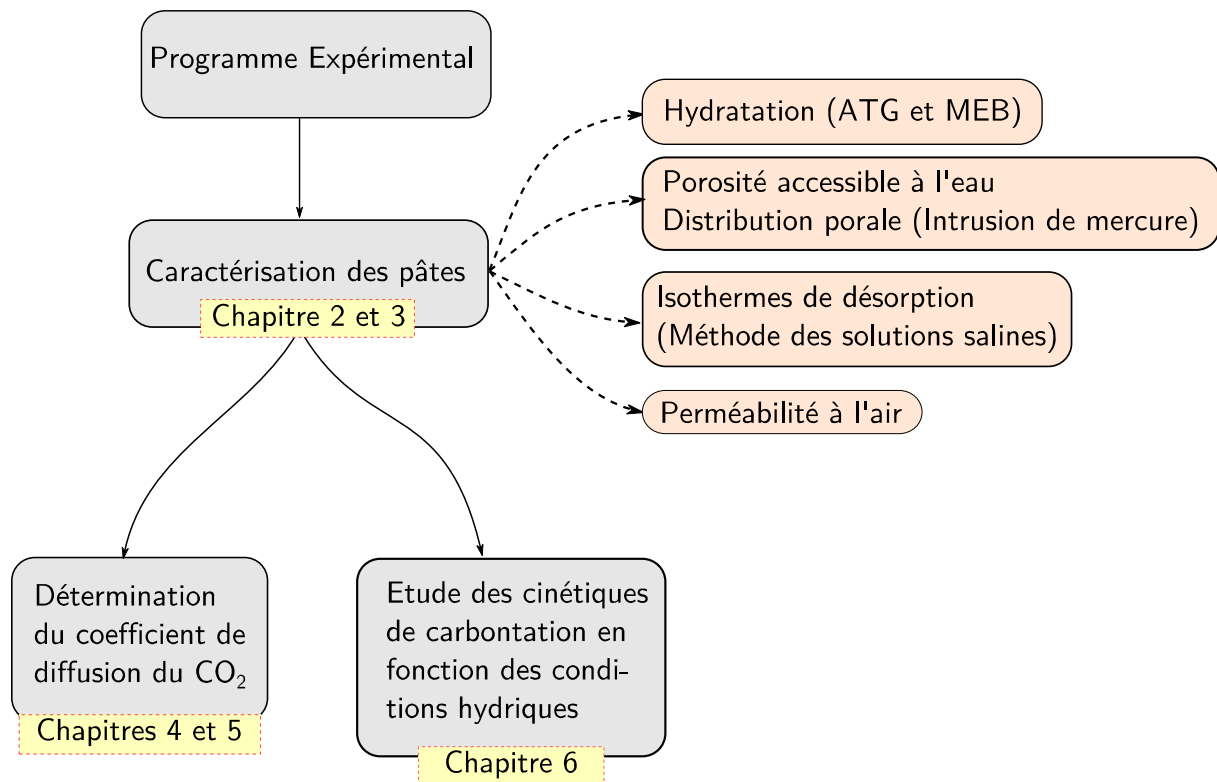 Programme Expérimental
Hydratation (ATG et MEB)
Porosité accessible à l'eau
Distribution porale (Intrusion de mercure)
Caractérisation des pâtes
Chapitre 2 et 3
Isothermes de désorption
(Méthode des solutions salines)
Perméabilité à l'air
Détermination
du coefficient de
diffusion du CO₂
Chapitres 4 et 5
Etude des cinétiques
de carbontation en
fonction des condi-
tions hydriques
Chapitre 6